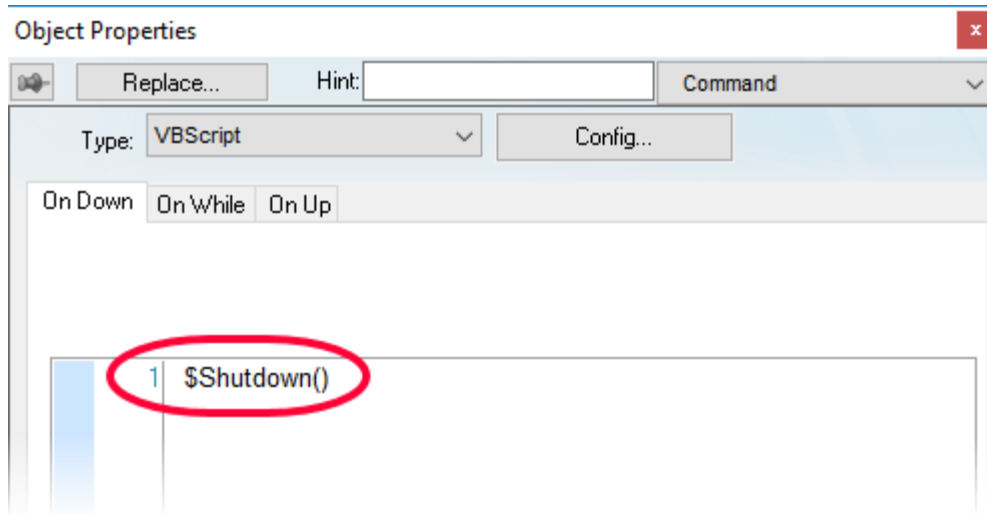 Object Properties
x
Replace... Hint: Command
Type: VBScript Config...
On Down On While On Up
1 $Shutdown()